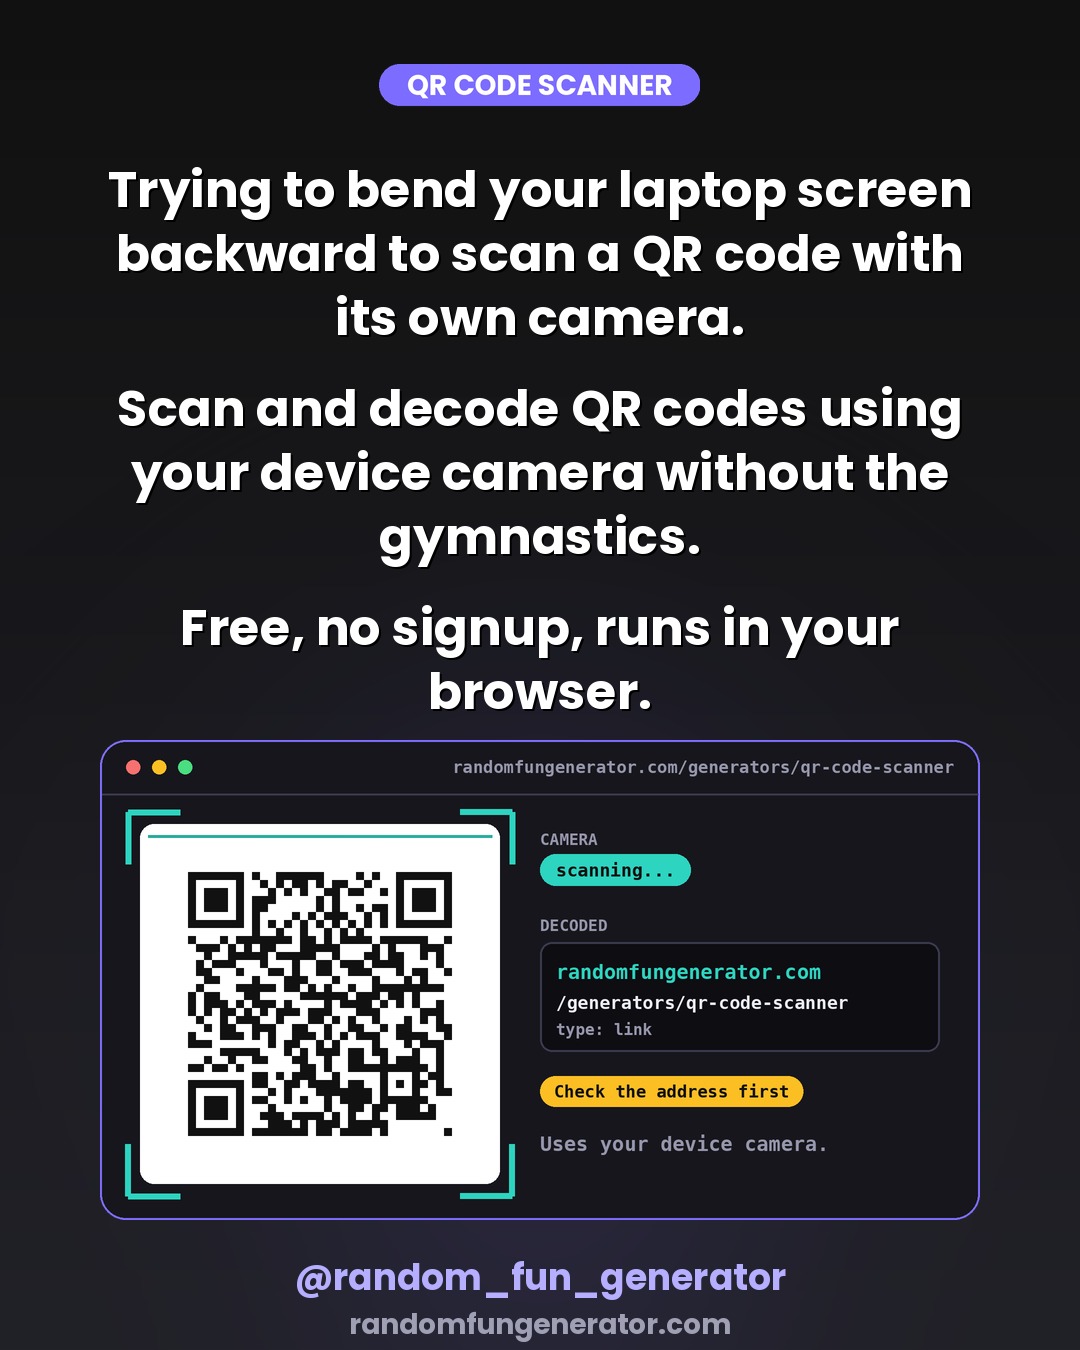 QR CODE SCANNER
Trying to bend your laptop screen
backward to scan a QR code with
its own camera.
Scan and decode QR codes using
your device camera without the
gymnastics.
Free, no signup, runs in your
browser.
randomfungenerator.com/generators/qr-code-scanner
CAMERA
scanning...
DECODED
randomfungenerator.com
/generators/qr-code-scanner
type: link
Check the address first
Uses your device camera.
@random_fun_generator
randomfungenerator.com